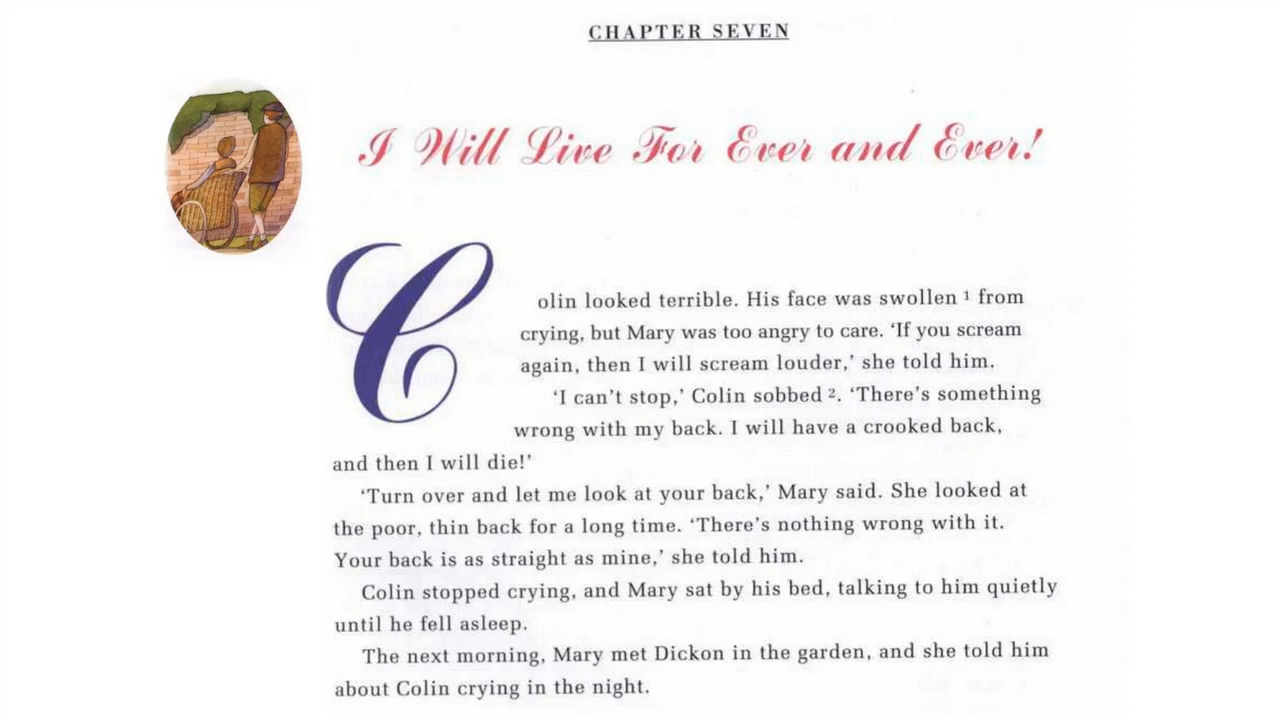 CHAPTER SEVEN
I Will Live For Ever and Ever!
Colin looked terrible. His face was swollen ¹ from
crying, but Mary was too angry to care. ‘If you scream
again, then I will scream louder,’ she told him.
‘I can’t stop,’ Colin sobbed ². ‘There’s something
wrong with my back. I will have a crooked back,
and then I will die!’
‘Turn over and let me look at your back,’ Mary said. She looked at
the poor, thin back for a long time. ‘There’s nothing wrong with it.
Your back is as straight as mine,’ she told him.
Colin stopped crying, and Mary sat by his bed, talking to him quietly
until he fell asleep.
The next morning, Mary met Dickon in the garden, and she told him
about Colin crying in the night.